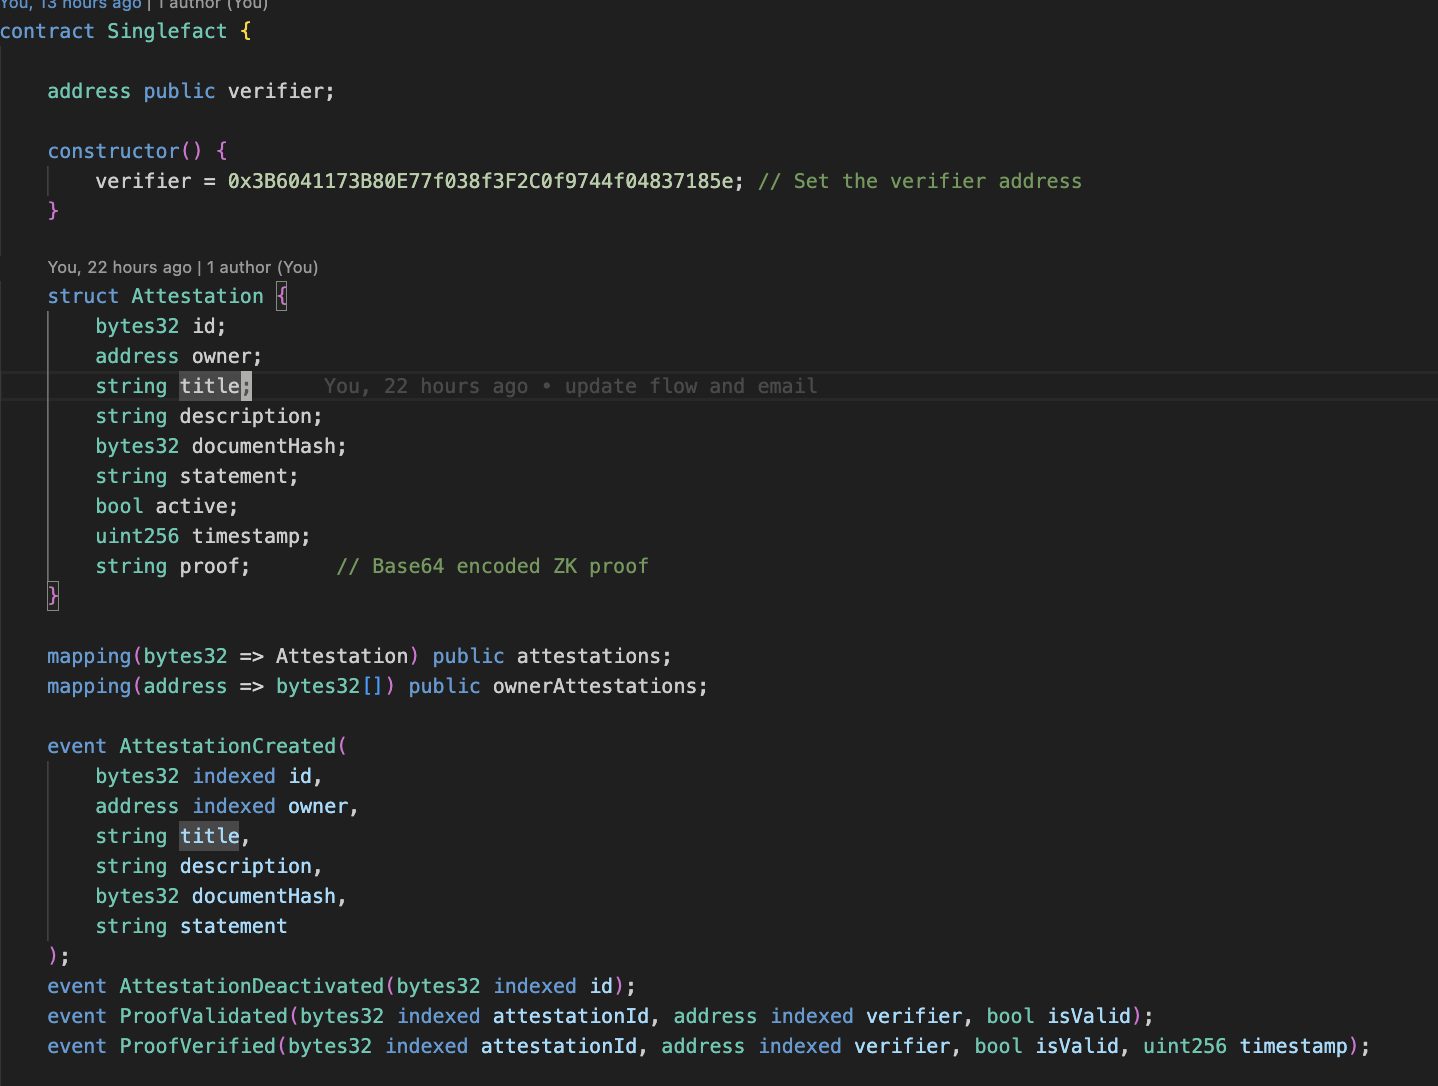 You, 13 hours ago | 1 author (You)
contract Singlefact {
address public verifier;
constructor() {
verifier = 0x3B6041173B80E77f038f3F2C0f9744f04837185e; // Set the verifier address
}
You, 22 hours ago | 1 author (You)
struct Attestation {
bytes32 id;
address owner;
string title; You, 22 hours ago • update flow and email
string description;
bytes32 documentHash;
string statement;
bool active;
uint256 timestamp;
string proof; // Base64 encoded ZK proof
}
mapping(bytes32 => Attestation) public attestations;
mapping(address => bytes32[]) public ownerAttestations;
event AttestationCreated(
bytes32 indexed id,
address indexed owner,
string title,
string description,
bytes32 documentHash,
string statement
);
event AttestationDeactivated(bytes32 indexed id);
event ProofValidated(bytes32 indexed attestationId, address indexed verifier, bool isValid);
event ProofVerified(bytes32 indexed attestationId, address indexed verifier, bool isValid, uint256 timestamp);